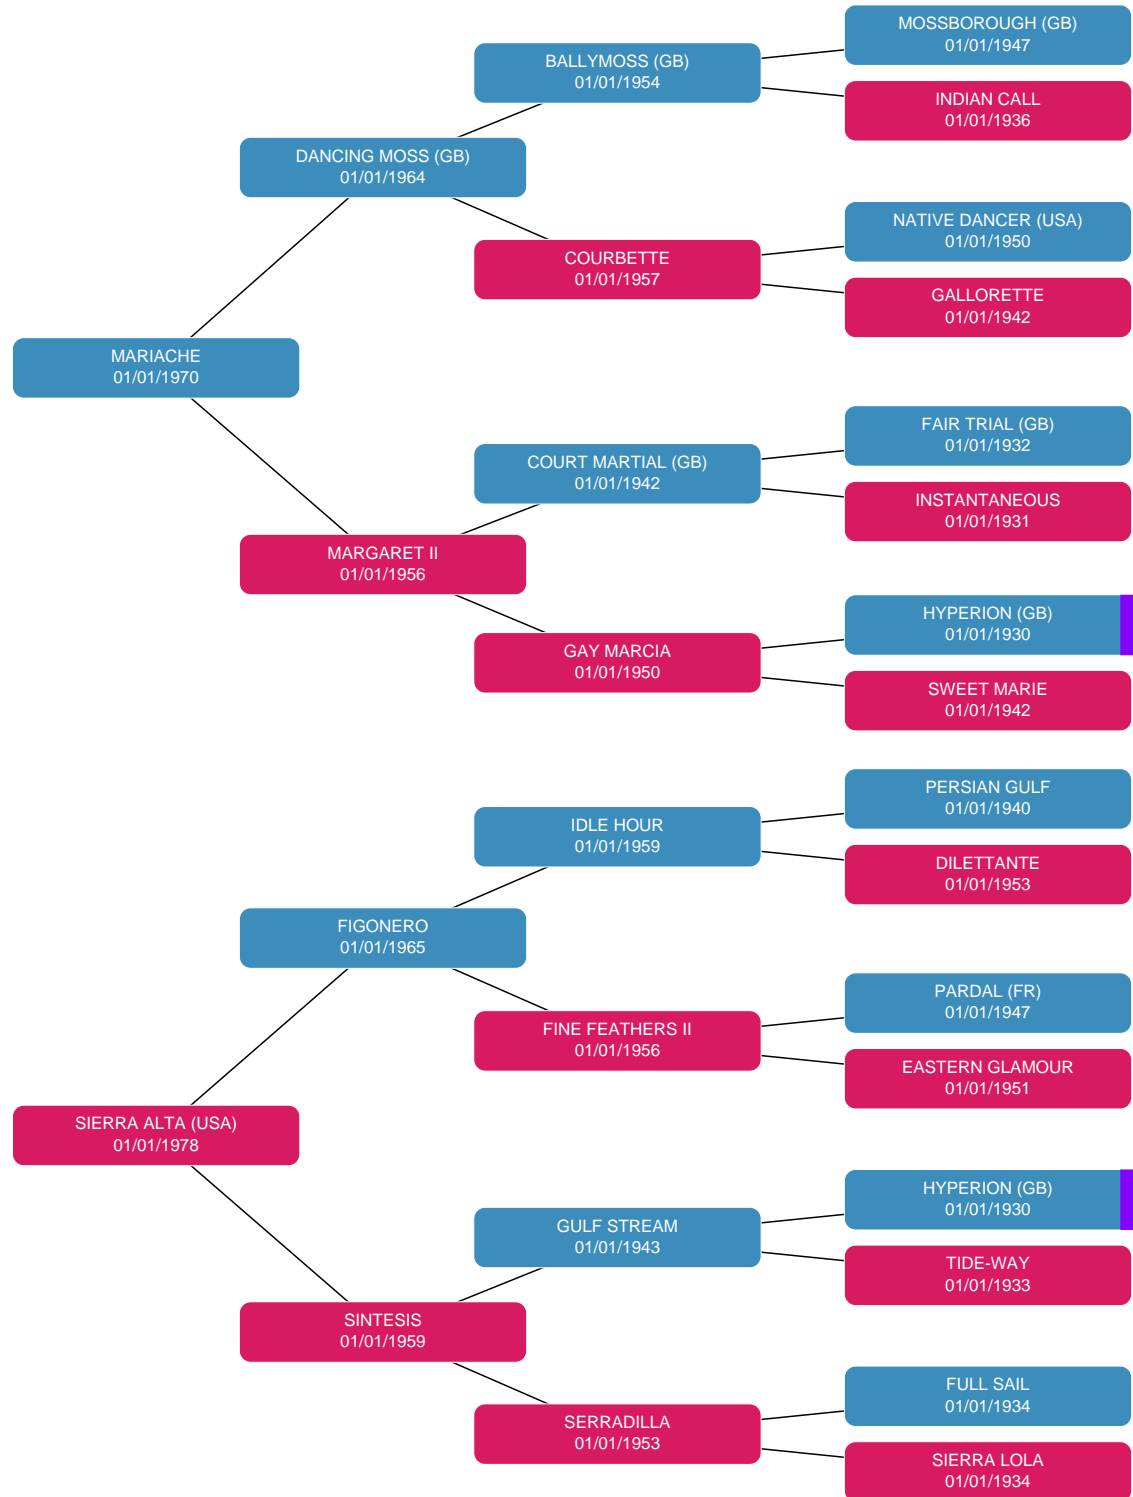 MOSSBOROUGH (GB)
01/01/1947
BALLYMOSS (GB)
01/01/1954
INDIAN CALL
01/01/1936
DANCING MOSS (GB)
01/01/1964
NATIVE DANCER (USA)
01/01/1950
COURBETTE
01/01/1957
GALLORETTE
01/01/1942
MARIACHE
01/01/1970
FAIR TRIAL (GB)
01/01/1932
COURT MARTIAL (GB)
01/01/1942
INSTANTANEOUS
01/01/1931
MARGARET II
01/01/1956
HYPERION (GB)
01/01/1930
GAY MARCIA
01/01/1950
SWEET MARIE
01/01/1942
PERSIAN GULF
01/01/1940
IDLE HOUR
01/01/1959
DILETTANTE
01/01/1953
FIGONERO
01/01/1965
PARDAL (FR)
01/01/1947
FINE FEATHERS II
01/01/1956
EASTERN GLAMOUR
01/01/1951
SIERRA ALTA (USA)
01/01/1978
HYPERION (GB)
01/01/1930
GULF STREAM
01/01/1943
TIDE-WAY
01/01/1933
SINTESIS
01/01/1959
FULL SAIL
01/01/1934
SERRADILLA
01/01/1953
SIERRA LOLA
01/01/1934